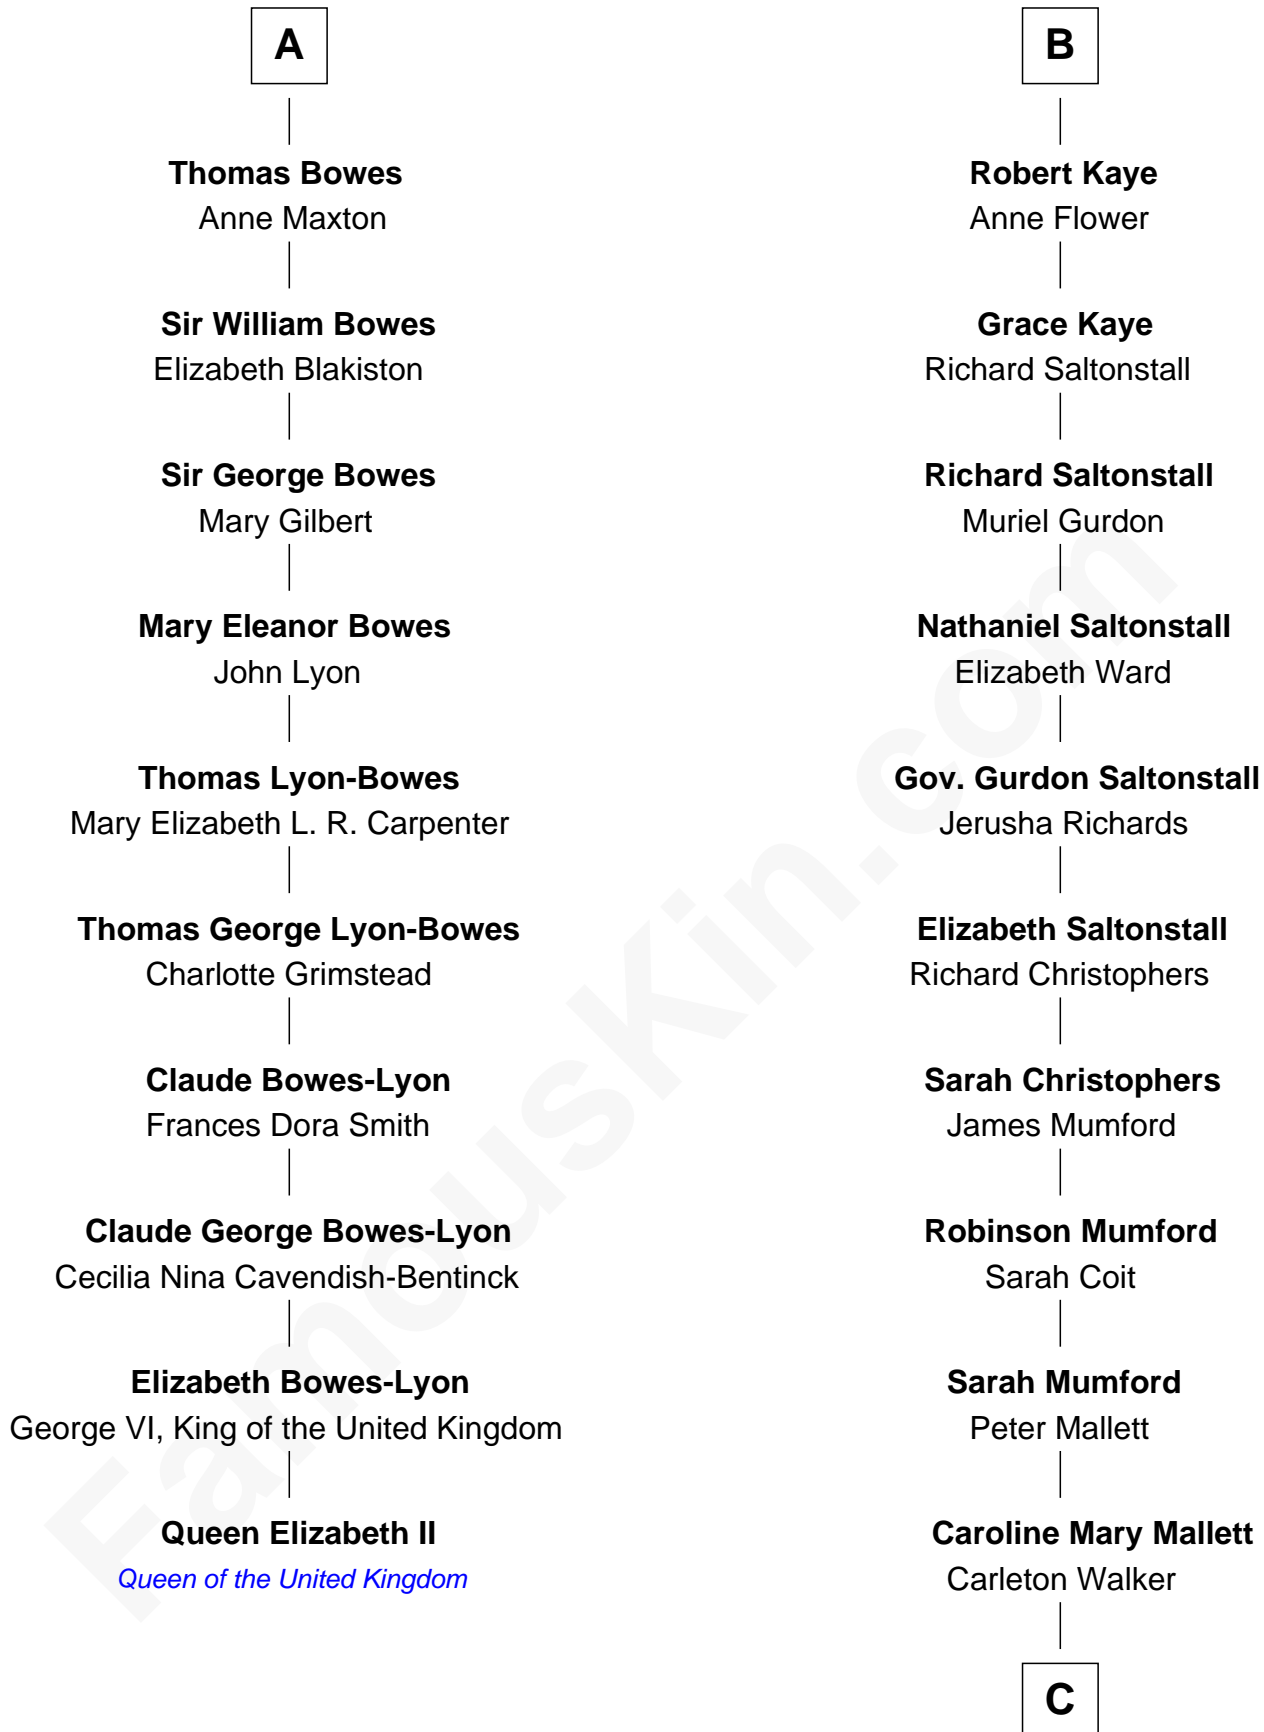 A
Thomas Bowes
Anne Maxton
Sir William Bowes
Elizabeth Blakiston
Sir George Bowes
Mary Gilbert
Mary Eleanor Bowes
John Lyon
Thomas Lyon-Bowes
Mary Elizabeth L. R. Carpenter
Thomas George Lyon-Bowes
Charlotte Grimstead
Claude Bowes-Lyon
Frances Dora Smith
Claude George Bowes-Lyon
Cecilia Nina Cavendish-Bentinck
Elizabeth Bowes-Lyon
George VI, King of the United Kingdom
Queen Elizabeth II
Queen of the United Kingdom
B
Robert Kaye
Anne Flower
Grace Kaye
Richard Saltonstall
Richard Saltonstall
Muriel Gurdon
Nathaniel Saltonstall
Elizabeth Ward
Gov. Gurdon Saltonstall
Jerusha Richards
Elizabeth Saltonstall
Richard Christophers
Sarah Christophers
James Mumford
Robinson Mumford
Sarah Coit
Sarah Mumford
Peter Mallett
Caroline Mary Mallett
Carleton Walker
C
FamousKin.com